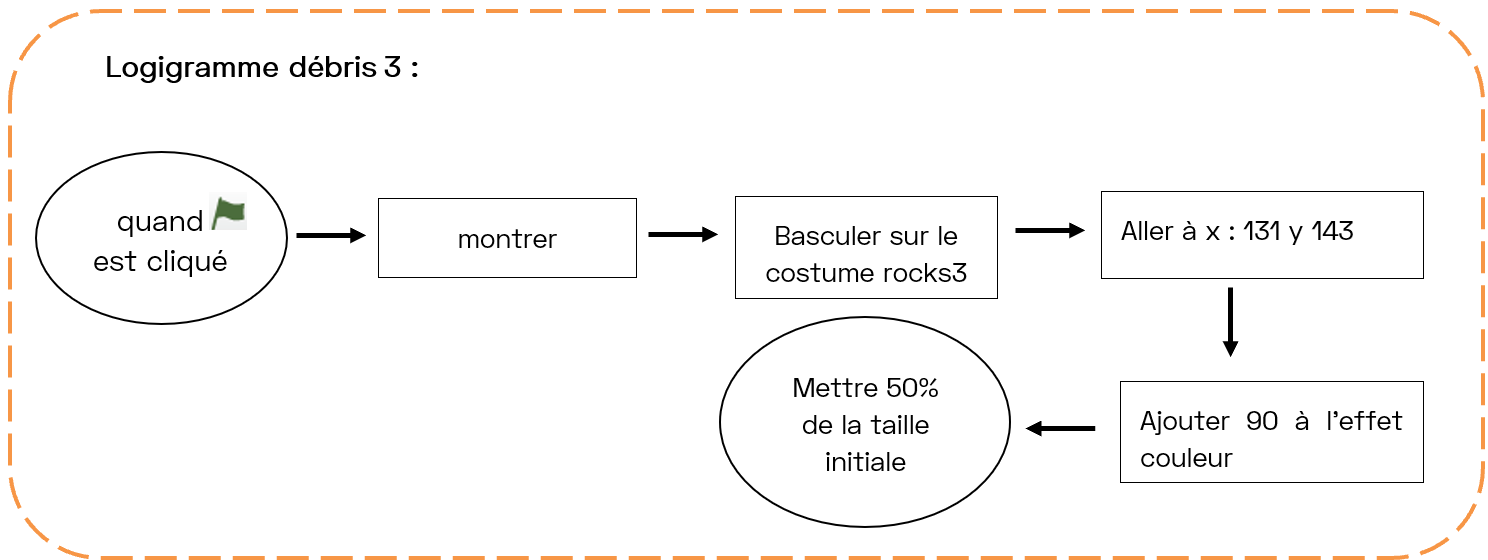 Logigramme débris 3 :
quand
est cliqué
montrer
Basculer sur le
costume rocks3
Aller à x : 131 y 143
Ajouter 90 à l'effet
couleur
Mettre 50%
de la taille
initiale